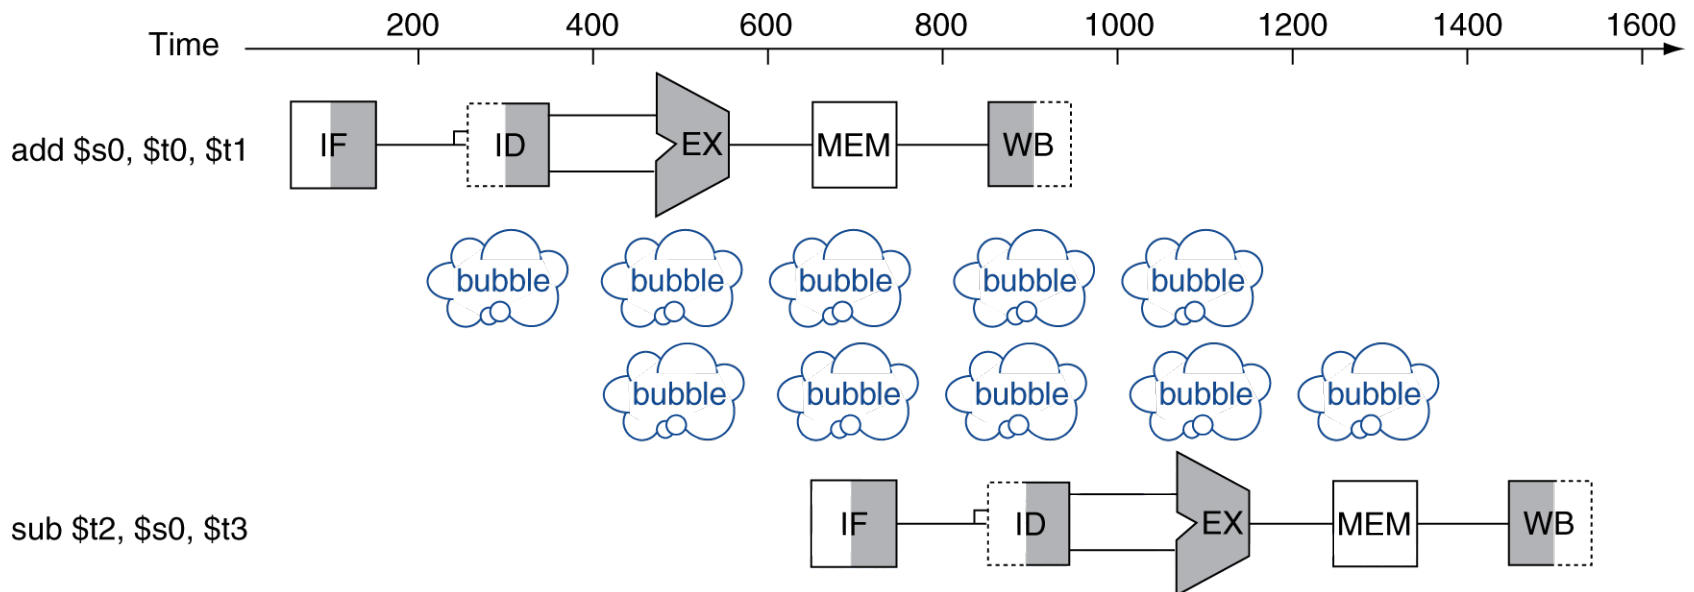 200 400 600 800 1000 1200 1400 1600
Time
add $s0, $t0, $t1 IF ID EX MEM WB
bubble bubble bubble bubble bubble
bubble bubble bubble bubble bubble
sub $t2, $s0, $t3 IF ID EX MEM WB